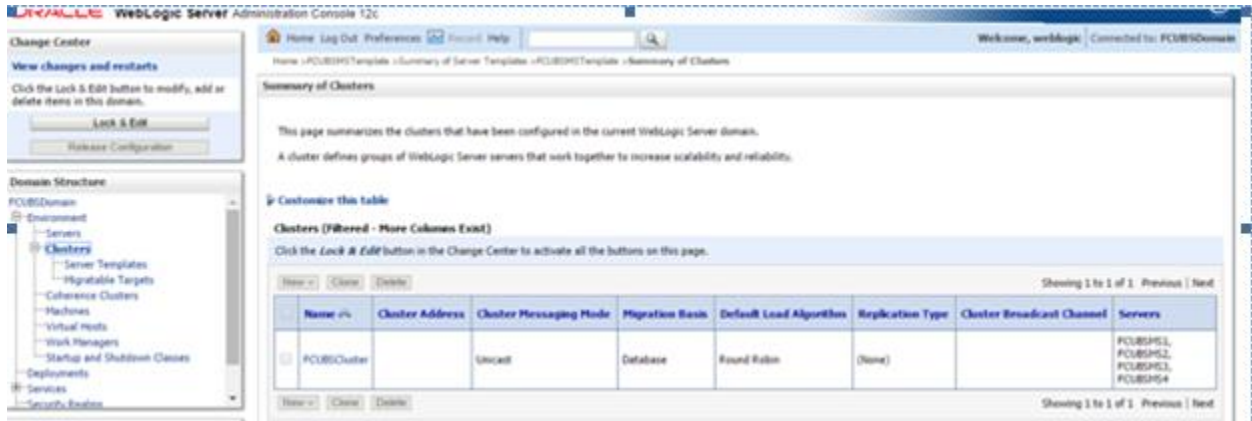 ORACLE WebLogic Server Administration Console 12c
Change Center
View changes and restarts
Click the Lock & Edit button to modify, add or
delete items in this domain.
Lock & Edit
Release Configuration
Domain Structure
FCUBSDomain
Environment
Servers
Clusters
Server Templates
Migratable Targets
Coherence Clusters
Machines
Virtual Hosts
Work Managers
Startup and Shutdown Classes
Deployments
Services
Security Realms
Home Log Out Preferences Record Help
Welcome, weblogic Connected to: FCUBSDomain
Home >FCUBSMSTemplate >Summary of Server Templates >FCUBSMSTemplate >Summary of Clusters
Summary of Clusters
This page summarizes the clusters that have been configured in the current WebLogic Server domain.
A cluster defines groups of WebLogic Server servers that work together to increase scalability and reliability.
Customize this table
Clusters (Filtered - More Columns Exist)
Click the Lock & Edit button in the Change Center to activate all the buttons on this page.
New Clone Delete
Showing 1 to 1 of 1 Previous | Next
Name Cluster Address Cluster Messaging Mode Migration Basis Default Load Algorithm Replication Type Cluster Broadcast Channel Servers
FCUBSCluster Unicast Database Round Robin (None) FCUBSMS1,
FCUBSMS2,
FCUBSMS3,
FCUBSMS4
New Clone Delete
Showing 1 to 1 of 1 Previous | Next